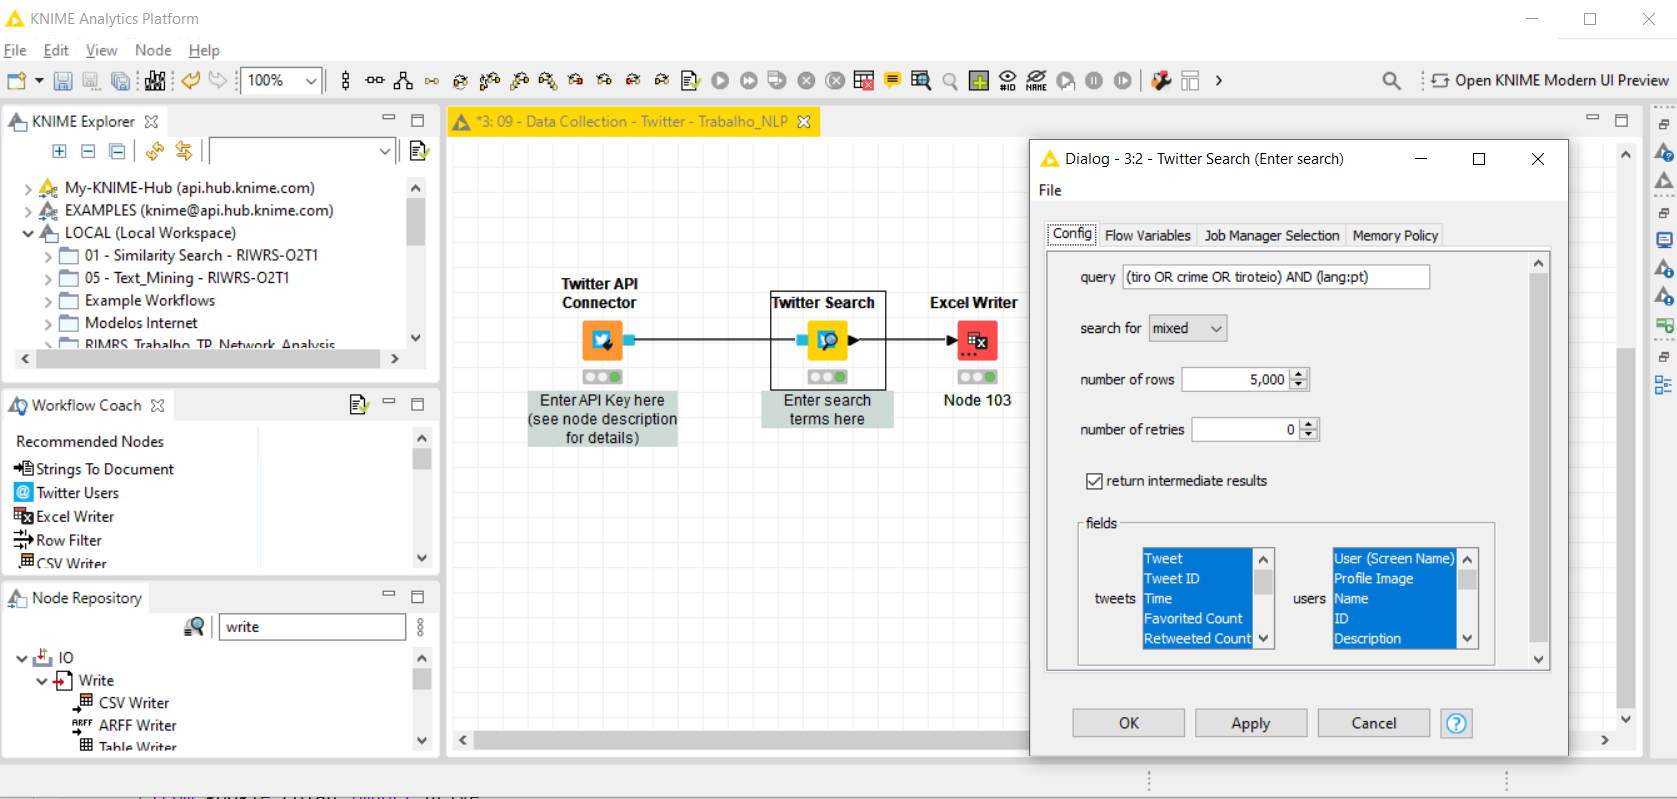 KNIME Analytics Platform
File Edit View Node Help
100%
#ID
NAME
Open KNIME Modern UI Preview
KNIME Explorer
My-KNIME-Hub (api.hub.knime.com)
EXAMPLES (knime@api.hub.knime.com)
LOCAL (Local Workspace)
01 - Similarity Search - RIWRS-O2T1
05 - Text_Mining - RIWRS-O2T1
Example Workflows
Modelos Internet
RIMRS_Trabalho_TP_Network_Analysis
Workflow Coach
Recommended Nodes
Strings To Document
Twitter Users
Excel Writer
Row Filter
CSV Writer
Node Repository
write
IO
Write
CSV Writer
ARFF Writer
Table Writer
*3: 09 - Data Collection - Twitter - Trabalho_NLP
Twitter API
Connector
Enter API Key here
(see node description
for details)
Twitter Search
Enter search
terms here
Excel Writer
Node 103
Dialog - 3:2 - Twitter Search (Enter search)
File
Config Flow Variables Job Manager Selection Memory Policy
query (tiro OR crime OR tiroteio) AND (lang:pt)
search for mixed
number of rows 5,000
number of retries 0
return intermediate results
fields
tweets
Tweet
Tweet ID
Time
Favorited Count
Retweeted Count
users
User (Screen Name)
Profile Image
Name
ID
Description
OK Apply Cancel